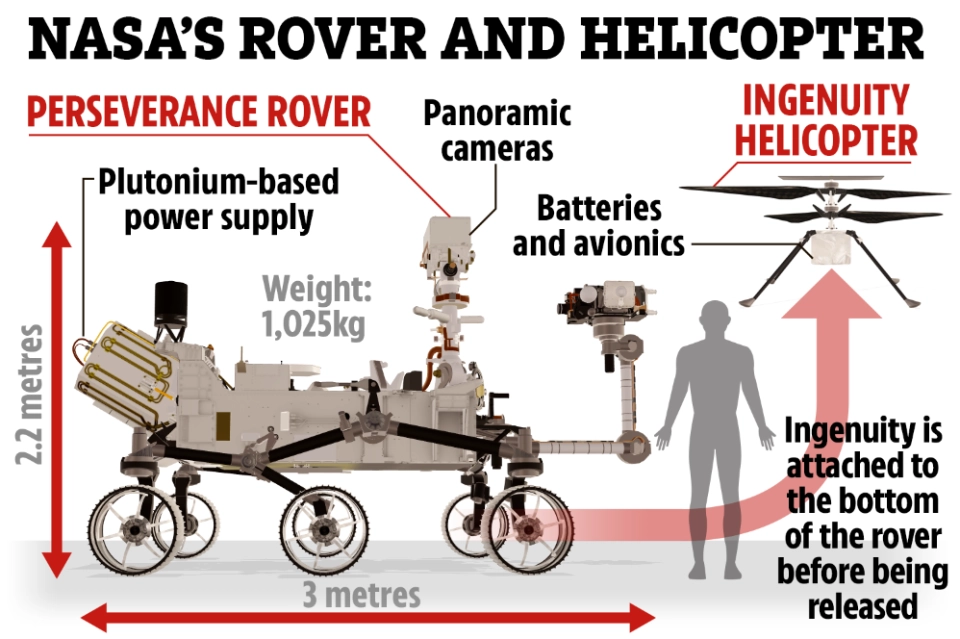 NASA'S ROVER AND HELICOPTER
PERSEVERANCE ROVER
Panoramic
cameras
INGENUITY
HELICOPTER
Plutonium-based
power supply
Batteries
and avionics
Weight:
1,025kg
2.2 metres
Ingenuity is
attached to
the bottom
of the rover
before being
released
3 metres